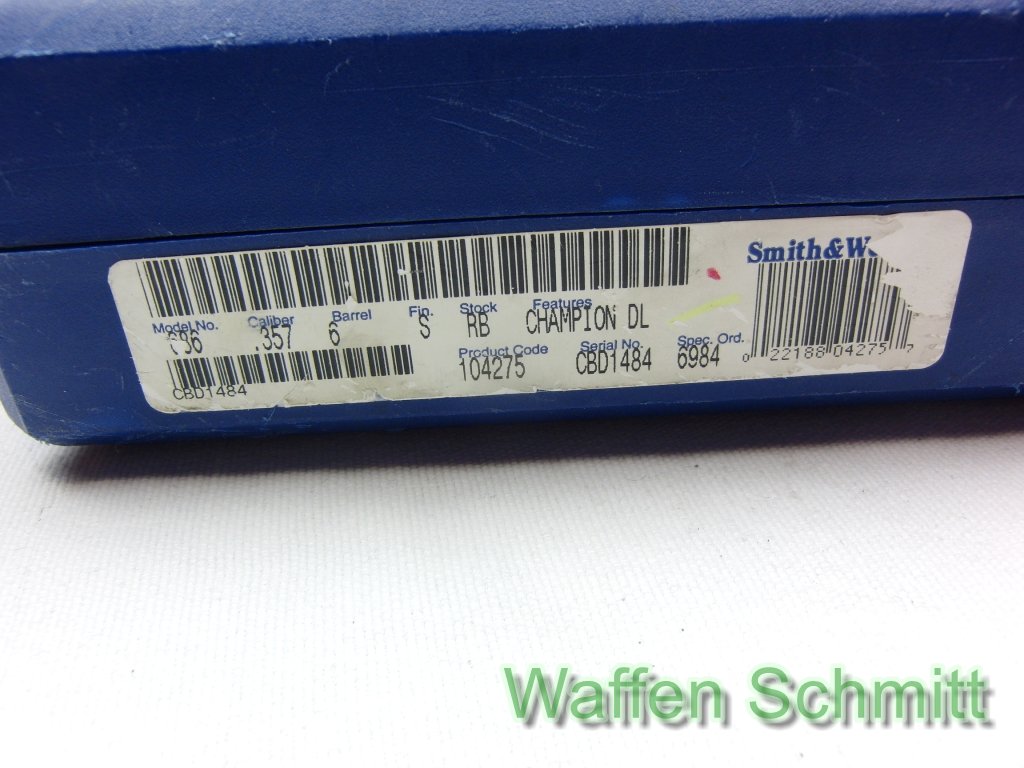 Smith&W
Model No. Caliber Barrel Fin. Stock Features
.357 6 S RB CHAMPION DL
Product Code Serial No. Spec. Ord.
104275 CBD1484 6984
0 22188 04275 7
CBD1484
Waffen Schmitt